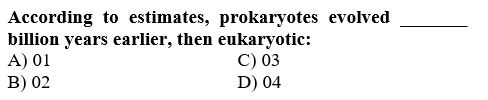 According to estimates, prokaryotes evolved _______
billion years earlier, then eukaryotic:
A) 01 C) 03
B) 02 D) 04